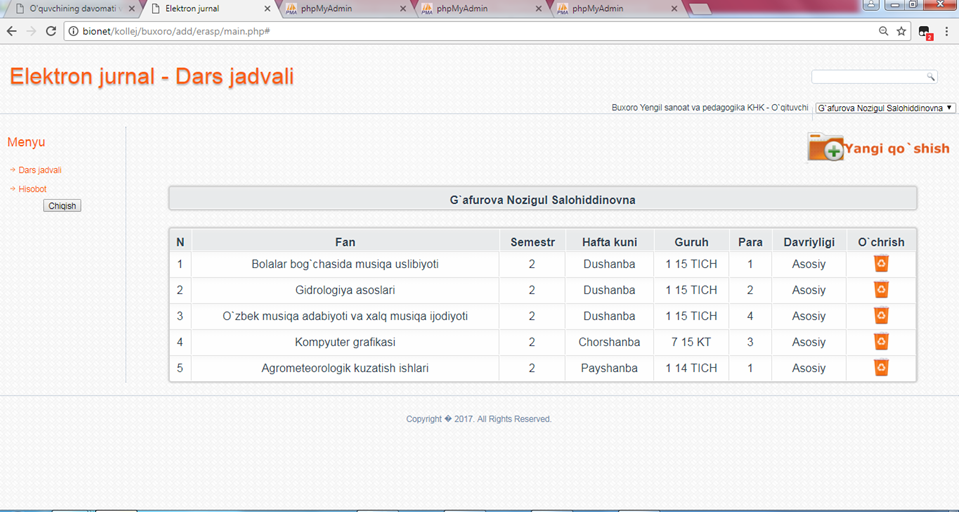 O'quvchining davomati v
Elektron jurnal
phpMyAdmin
phpMyAdmin
phpMyAdmin
bionet/kollej/buxoro/add/erasp/main.php#
2
Elektron jurnal - Dars jadvali
Buxoro Yengil sanoat va pedagogika KHK - O`qituvchi G`afurova Nozigul Salohiddinovna
Menyu
Yangi qo`shish
Dars jadvali
Hisobot
Chiqish
G`afurova Nozigul Salohiddinovna
N Fan Semestr Hafta kuni Guruh Para Davriyligi O`chrish
1 Bolalar bog`chasida musiqa uslibiyoti 2 Dushanba 1 15 TICH 1 Asosiy
2 Gidrologiya asoslari 2 Dushanba 1 15 TICH 2 Asosiy
3 O`zbek musiqa adabiyoti va xalq musiqa ijodiyoti 2 Dushanba 1 15 TICH 4 Asosiy
4 Kompyuter grafikasi 2 Chorshanba 7 15 KT 3 Asosiy
5 Agrometeorologik kuzatish ishlari 2 Payshanba 1 14 TICH 1 Asosiy
Copyright � 2017. All Rights Reserved.